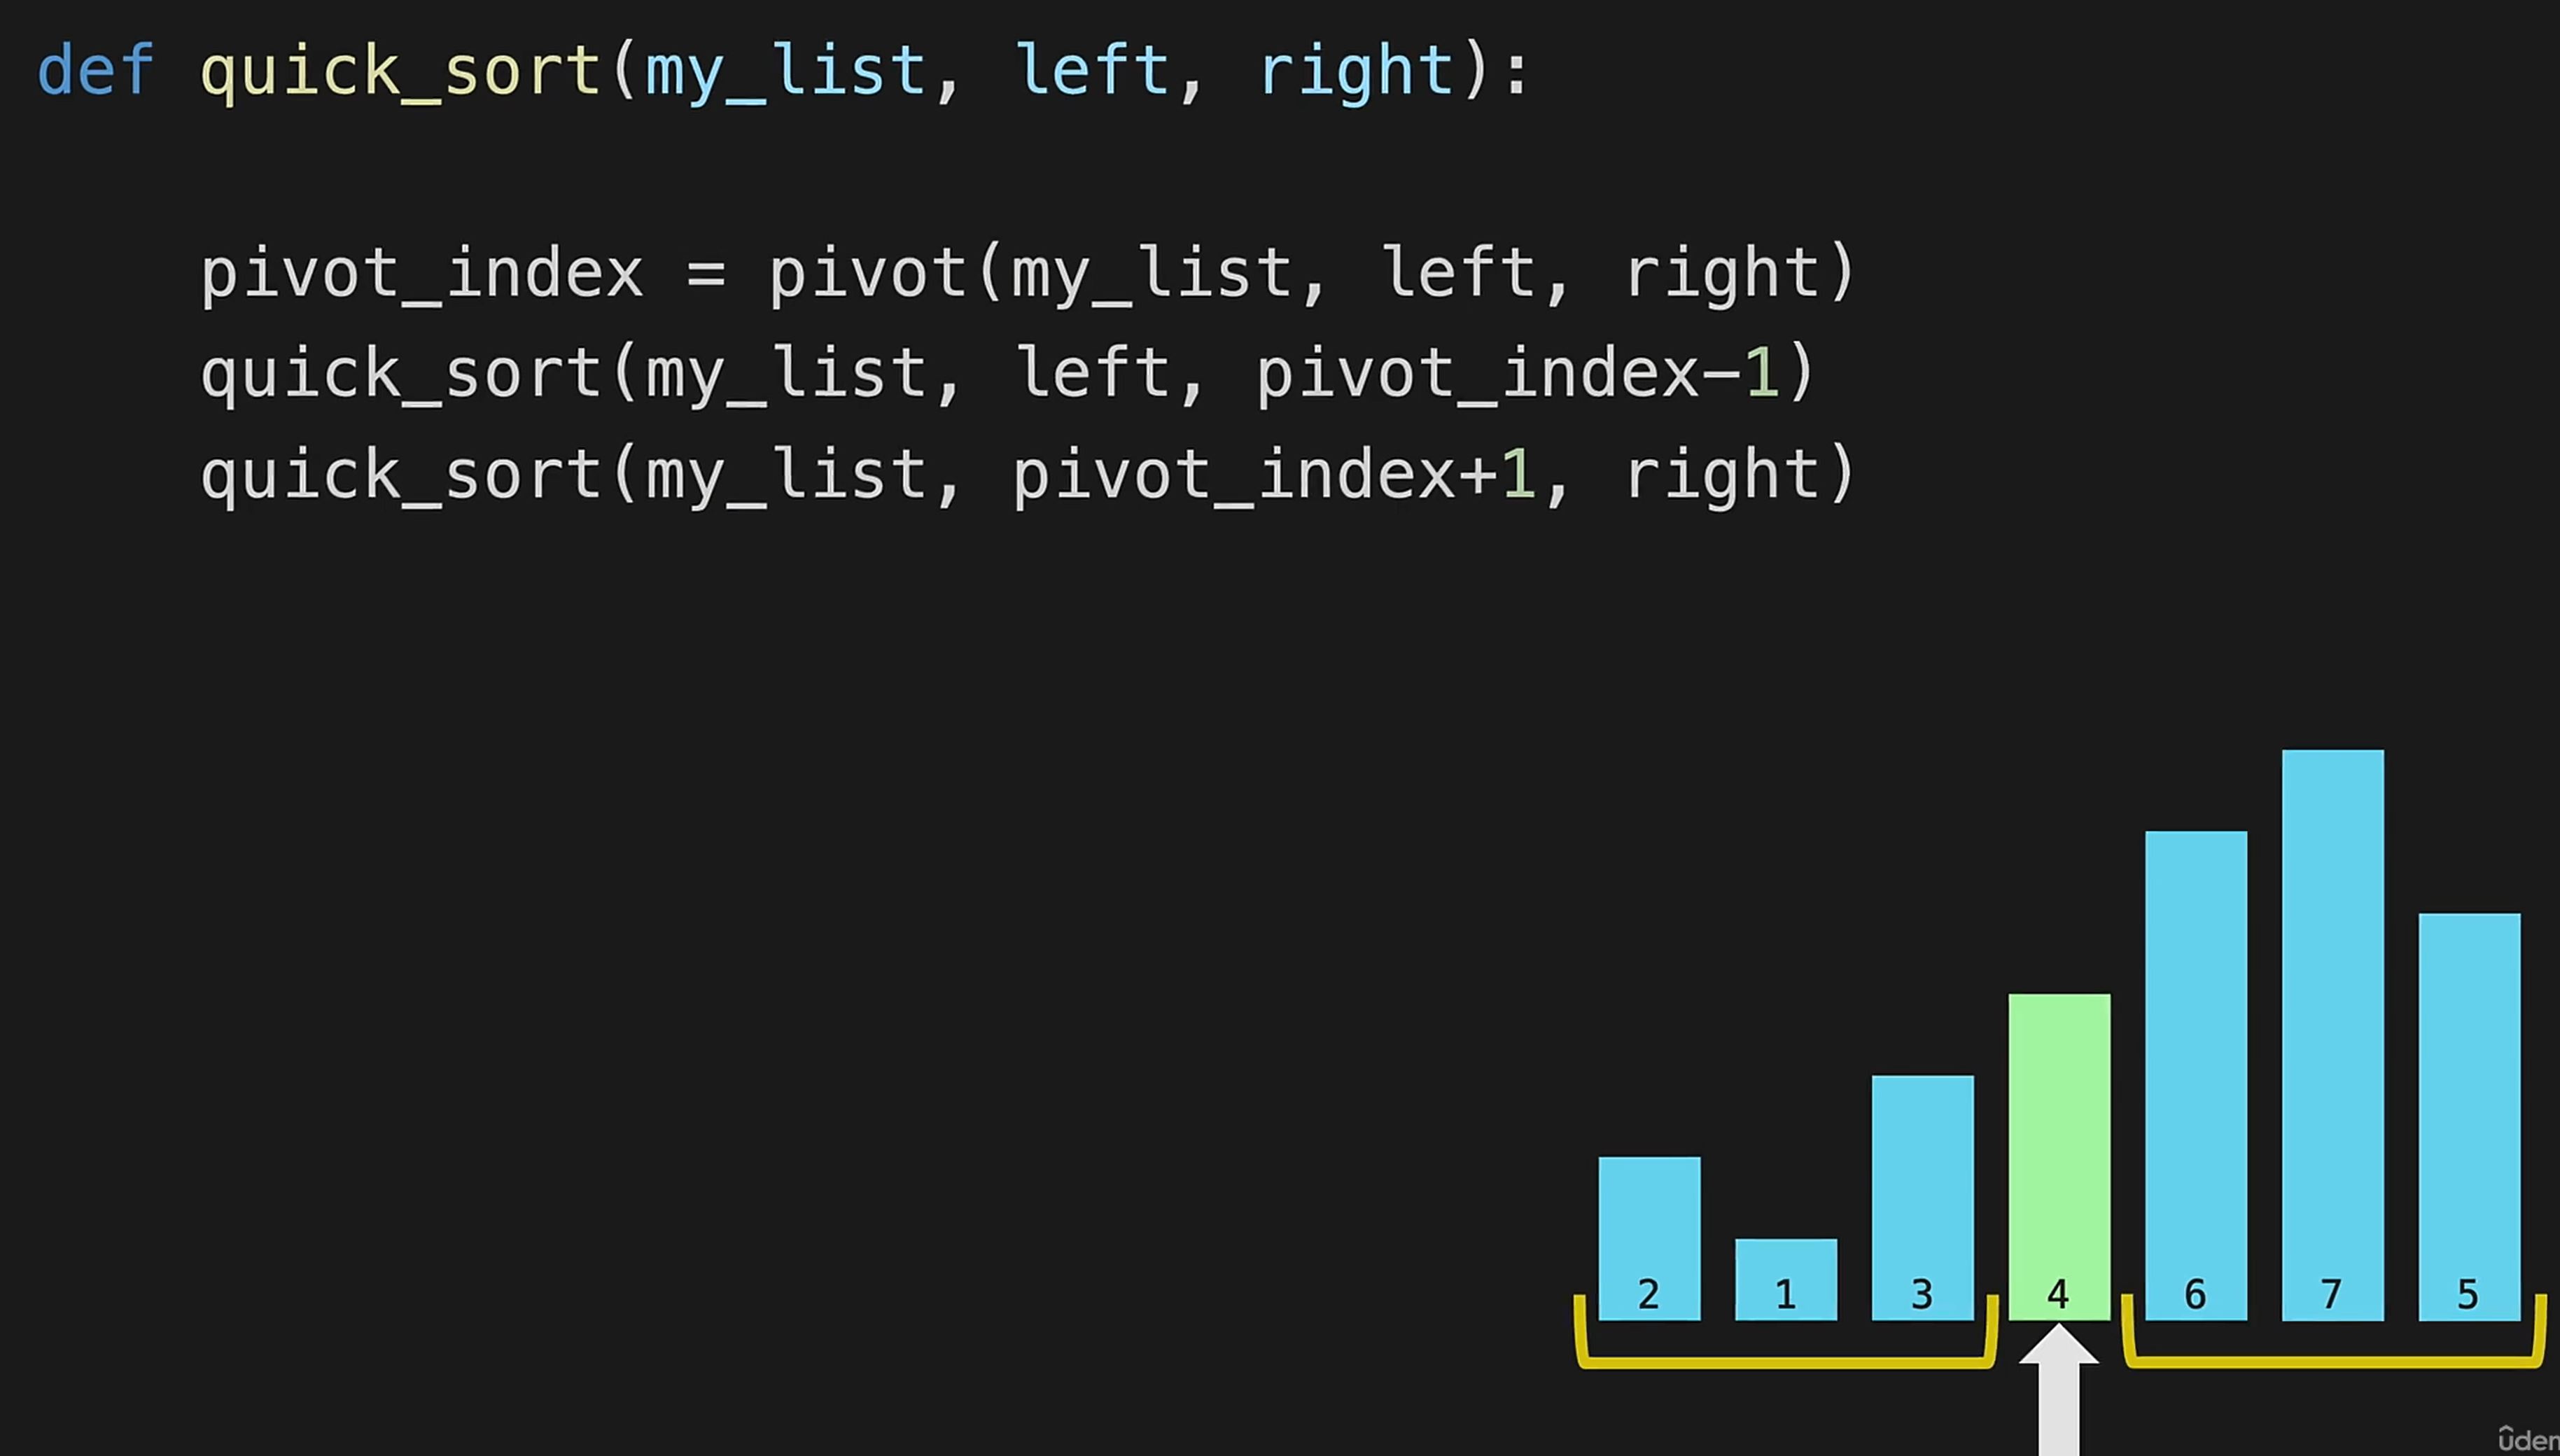 def quick_sort(my_list, left, right):
pivot_index = pivot(my_list, left, right)
quick_sort(my_list, left, pivot_index-1)
quick_sort(my_list, pivot_index+1, right)
2 1 3 4 6 7 5